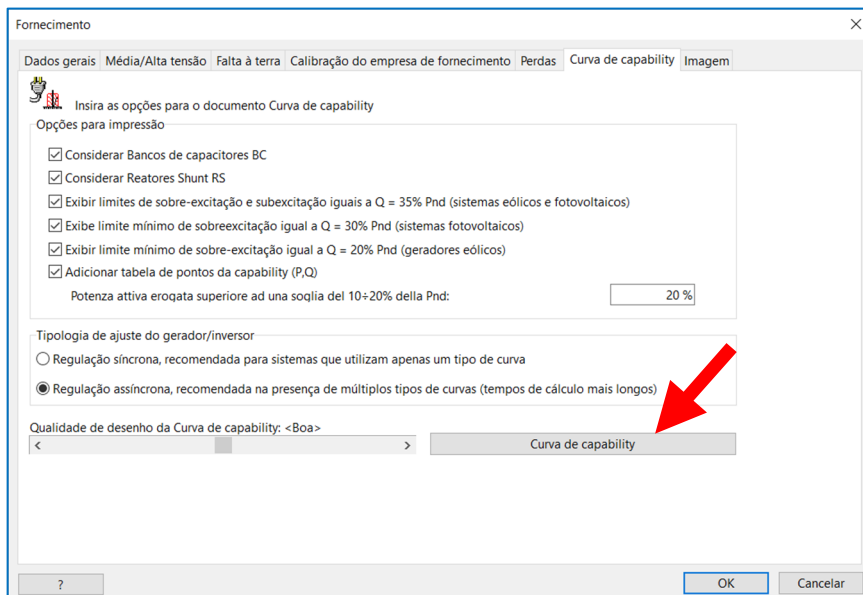 Fornecimento
Dados gerais Média/Alta tensão Falta à terra Calibração do empresa de fornecimento Perdas Curva de capability Imagem
Insira as opções para o documento Curva de capability
Opções para impressão
Considerar Bancos de capacitores BC
Considerar Reatores Shunt RS
Exibir limites de sobre-excitação e subexcitação iguais a Q = 35% Pnd (sistemas eólicos e fotovoltaicos)
Exibe limite mínimo de sobreexcitação igual a Q = 30% Pnd (sistemas fotovoltaicos)
Exibir limite mínimo de sobre-excitação igual a Q = 20% Pnd (geradores eólicos)
Adicionar tabela de pontos da capability (P,Q)
Potenza attiva erogata superiore ad una soglia del 10÷20% della Pnd: 20 %
Tipologia de ajuste do gerador/inversor
Regulação síncrona, recomendada para sistemas que utilizam apenas um tipo de curva
Regulação assíncrona, recomendada na presença de múltiplos tipos de curvas (tempos de cálculo mais longos)
Qualidade de desenho da Curva de capability: <Boa>
Curva de capability
? OK Cancelar